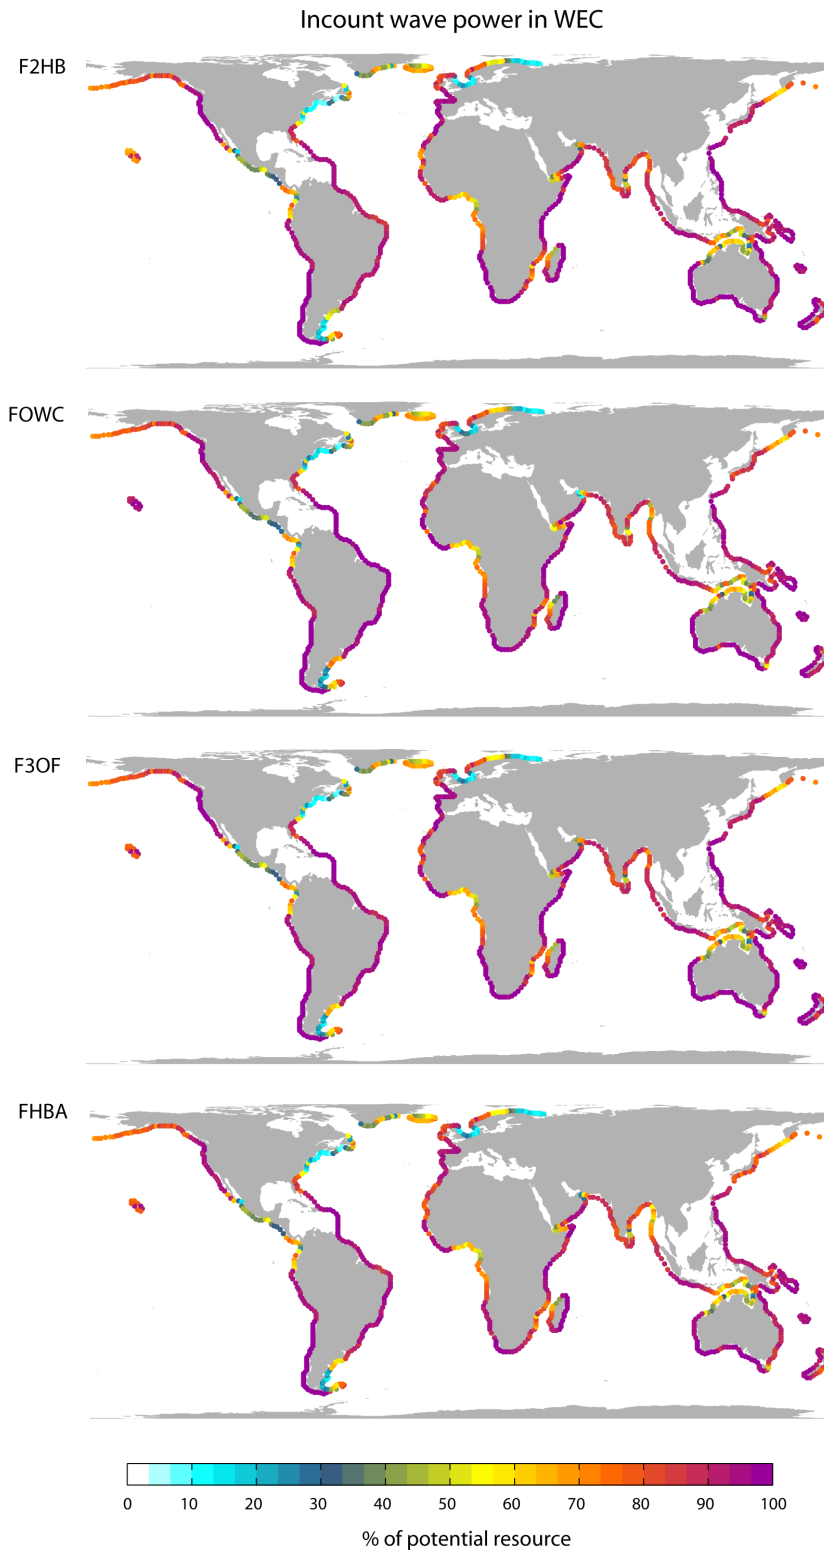 Incount wave power in WEC
F2HB
FOWC
F3OF
FHBA
0 10 20 30 40 50 60 70 80 90 100
% of potential resource